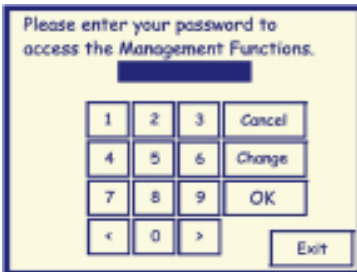 Please enter your password to
access the Management Functions.
1 2 3 Cancel
4 5 6 Change
7 8 9 OK
< 0 >
Exit